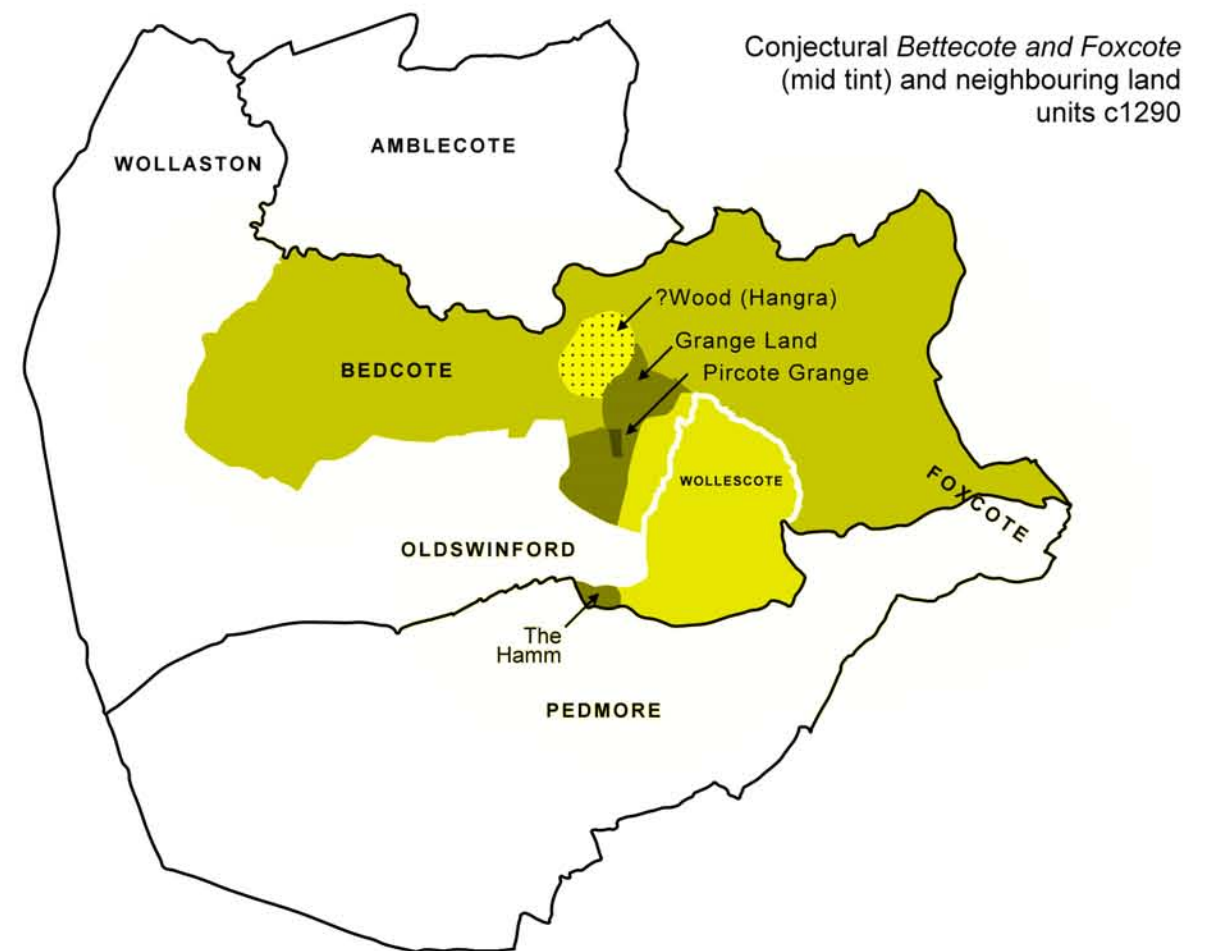 Conjectural Bettecote and Foxcote
(mid tint) and neighbouring land
units c1290
WOLLASTON
AMBLECOTE
?Wood (Hangra)
Grange Land
Pircote Grange
BEDCOTE
WOLLESCOTE
FOXCOTE
OLDSWINFORD
The
Hamm
PEDMORE